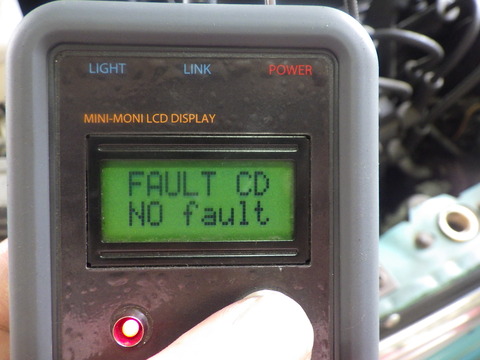 LIGHT LINK POWER
MINI-MONI LCD DISPLAY
FAULT CD
NO fault